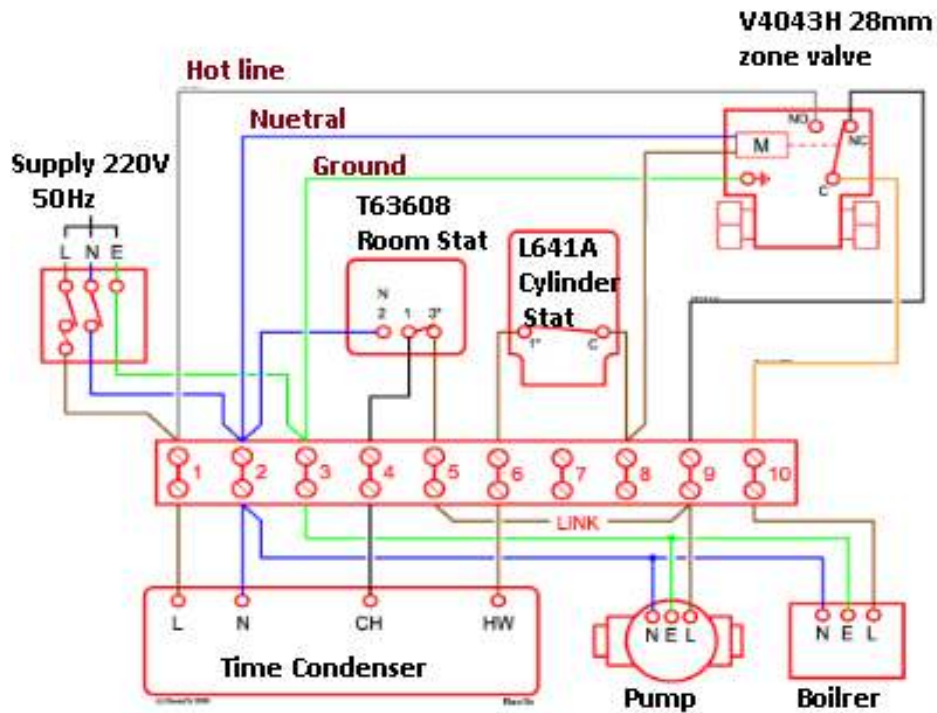 V4043H 28mm
zone valve
Hot line
Nuetral
Ground
Supply 220V
50Hz
L N E
T63608
Room Stat
N
2 1 3*
L641A
Cylinder
Stat
1* C
NO
NC
M
C
1 2 3 4 5 6 7 8 9 10
LINK
L N CH HW
Time Condenser
N E L
Pump
N E L
Boilrer